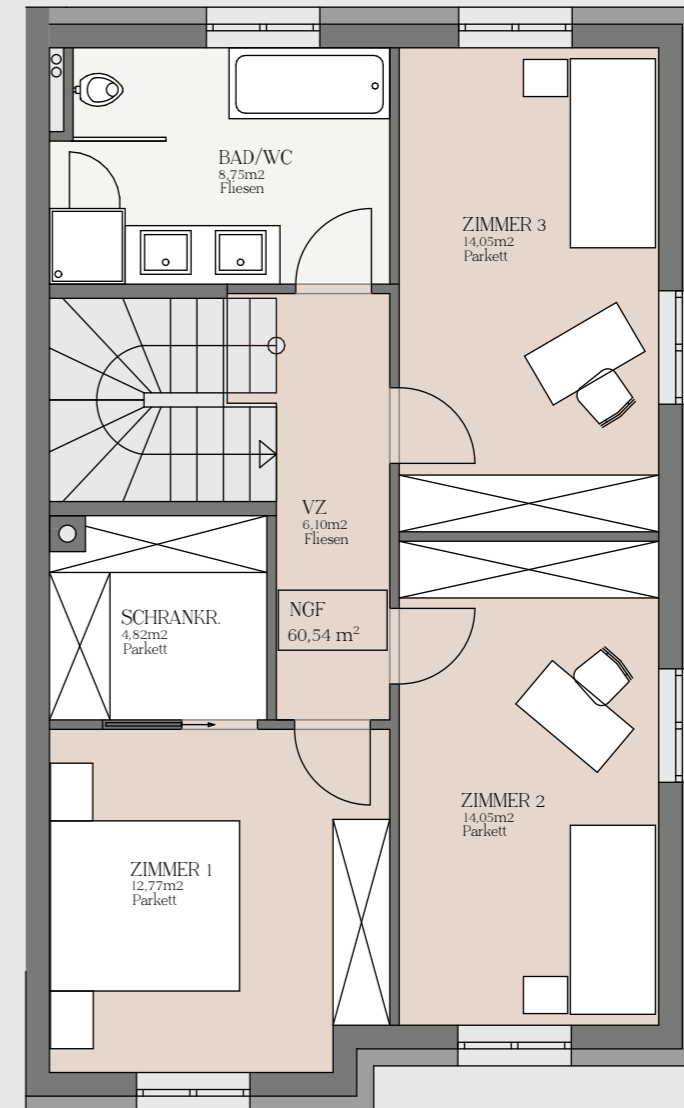 BAD/WC
8,75m2
Fliesen
ZIMMER 3
14,05m2
Parkett
VZ
6,10m2
Fliesen
NGF
60,54 m²
SCHRANKR.
4,82m2
Parkett
ZIMMER 2
14,05m2
Parkett
ZIMMER 1
12,77m2
Parkett